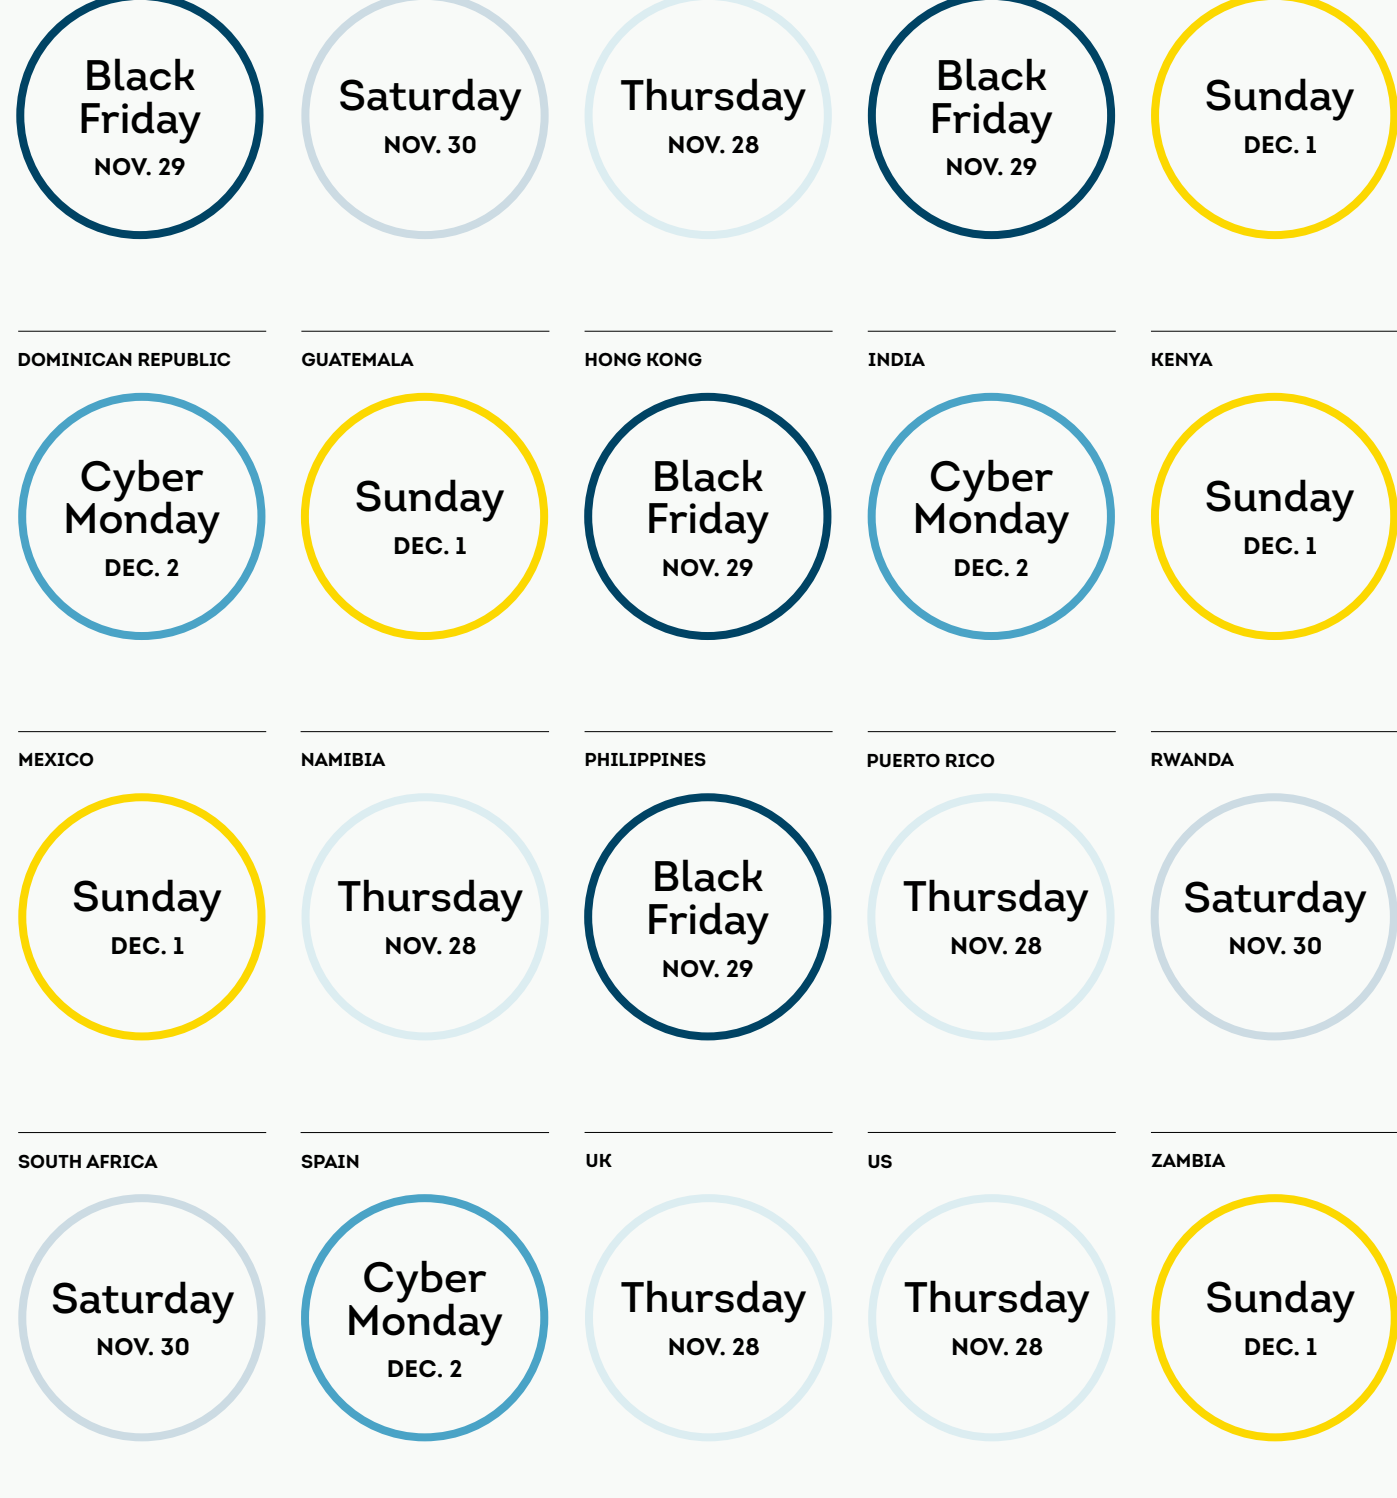 Black
Friday
NOV. 29
Saturday
NOV. 30
Thursday
NOV. 28
Black
Friday
NOV. 29
Sunday
DEC. 1
DOMINICAN REPUBLIC
Cyber
Monday
DEC. 2
GUATEMALA
Sunday
DEC. 1
HONG KONG
Black
Friday
NOV. 29
INDIA
Cyber
Monday
DEC. 2
KENYA
Sunday
DEC. 1
MEXICO
Sunday
DEC. 1
NAMIBIA
Thursday
NOV. 28
PHILIPPINES
Black
Friday
NOV. 29
PUERTO RICO
Thursday
NOV. 28
RWANDA
Saturday
NOV. 30
SOUTH AFRICA
Saturday
NOV. 30
SPAIN
Cyber
Monday
DEC. 2
UK
Thursday
NOV. 28
US
Thursday
NOV. 28
ZAMBIA
Sunday
DEC. 1